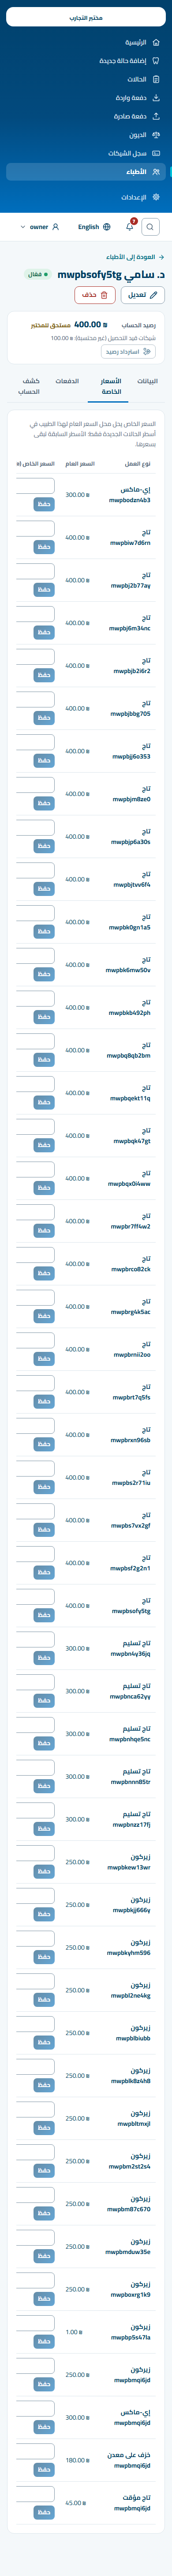 مختبر التجارب
الرئيسية
إضافة حالة جديدة
الحالات
دفعة واردة
دفعة صادرة
الديون
سجل الشيكات
الأطباء
الإعدادات
7
English
owner
العودة إلى الأطباء
د. سامي mwpbsofy5tg
فعّال
تعديل
حذف
رصيد الحساب
₪ 400.00
مستحق للمختبر
شيكات قيد التحصيل (غير محتسبة): ₪ 100.00
استرداد رصيد
البيانات
الأسعار الخاصة
الدفعات
كشف الحساب
السعر الخاص يحل محل السعر العام لهذا الطبيب في
أسعار الحالات الجديدة فقط؛ الأسعار السابقة تبقى
بسعرها.
نوع العمل
السعر العام
السعر الخاص
إي-ماكس
mwpbodzn4b3
₪ 300.00
حفظ
تاج
mwpbiw7d6rn
₪ 400.00
حفظ
تاج
mwpbj2b77ay
₪ 400.00
حفظ
تاج
mwpbj6m34nc
₪ 400.00
حفظ
تاج
mwpbjb2i6r2
₪ 400.00
حفظ
تاج
mwpbjbbg705
₪ 400.00
حفظ
تاج
mwpbjj6o353
₪ 400.00
حفظ
تاج
mwpbjm8ze0
₪ 400.00
حفظ
تاج
mwpbjp6a30s
₪ 400.00
حفظ
تاج
mwpbjtvv6f4
₪ 400.00
حفظ
تاج
mwpbk0gn1a5
₪ 400.00
حفظ
تاج
mwpbk6mw50v
₪ 400.00
حفظ
تاج
mwpbkb492ph
₪ 400.00
حفظ
تاج
mwpbq8qb2bm
₪ 400.00
حفظ
تاج
mwpbqekt11q
₪ 400.00
حفظ
تاج
mwpbqk47gt
₪ 400.00
حفظ
تاج
mwpbqx0i4ww
₪ 400.00
حفظ
تاج
mwpbr7ff4w2
₪ 400.00
حفظ
تاج
mwpbrco82ck
₪ 400.00
حفظ
تاج
mwpbrg4k5ac
₪ 400.00
حفظ
تاج
mwpbrnii2oo
₪ 400.00
حفظ
تاج
mwpbrt7q5fs
₪ 400.00
حفظ
تاج
mwpbrxn96sb
₪ 400.00
حفظ
تاج
mwpbs2r71iu
₪ 400.00
حفظ
تاج
mwpbs7vx2gf
₪ 400.00
حفظ
تاج
mwpbsf2g2n1
₪ 400.00
حفظ
تاج
mwpbsofy5tg
₪ 400.00
حفظ
تاج تسليم
mwpbn4y36jq
₪ 300.00
حفظ
تاج تسليم
mwpbnca62yy
₪ 300.00
حفظ
تاج تسليم
mwpbnhqe5nc
₪ 300.00
حفظ
تاج تسليم
mwpbnnn85tr
₪ 300.00
حفظ
تاج تسليم
mwpbnzz17fj
₪ 300.00
حفظ
زيركون
mwpbkew13wr
₪ 250.00
حفظ
زيركون
mwpbkjj666y
₪ 250.00
حفظ
زيركون
mwpbkyhm596
₪ 250.00
حفظ
زيركون
mwpbl2ne4kg
₪ 250.00
حفظ
زيركون
mwpblbiubb
₪ 250.00
حفظ
زيركون
mwpblk8z4h8
₪ 250.00
حفظ
زيركون
mwpbltmxjl
₪ 250.00
حفظ
زيركون
mwpbm2st2s4
₪ 250.00
حفظ
زيركون
mwpbm87c670
₪ 250.00
حفظ
زيركون
mwpbmduw35e
₪ 250.00
حفظ
زيركون
mwpboxrg1k9
₪ 250.00
حفظ
زيركون
mwpbp5s47la
₪ 1.00
حفظ
زيركون
mwpbmqi6jd
₪ 250.00
حفظ
إي-ماكس
mwpbmqi6jd
₪ 300.00
حفظ
خزف على معدن
mwpbmqi6jd
₪ 180.00
حفظ
تاج مؤقت
mwpbmqi6jd
₪ 45.00
حفظ